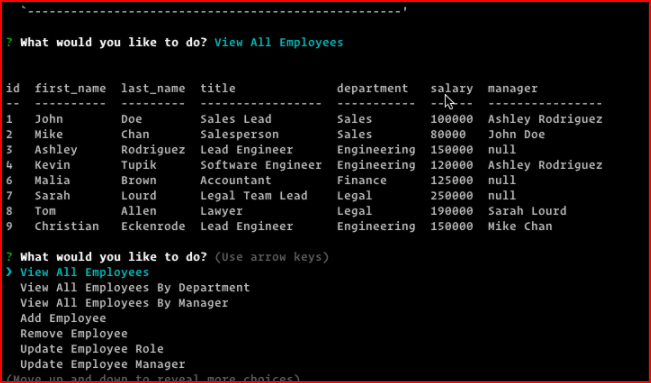 `--------------------------------------------------'
? What would you like to do? View All Employees
id  first_name  last_name  title              department   salary  manager
--  ----------  ---------  -----------------  -----------  ------  ----------------
1   John        Doe        Sales Lead         Sales        100000  Ashley Rodriguez
2   Mike        Chan       Salesperson        Sales        80000   John Doe
3   Ashley      Rodriguez  Lead Engineer      Engineering  150000  null
4   Kevin       Tupik      Software Engineer  Engineering  120000  Ashley Rodriguez
6   Malia       Brown      Accountant         Finance      125000  null
7   Sarah       Lourd      Legal Team Lead    Legal        250000  null
8   Tom         Allen      Lawyer             Legal        190000  Sarah Lourd
9   Christian   Eckenrode  Lead Engineer      Engineering  150000  Mike Chan
? What would you like to do? (Use arrow keys)
❯ View All Employees
View All Employees By Department
View All Employees By Manager
Add Employee
Remove Employee
Update Employee Role
Update Employee Manager
(Move up and down to reveal more choices)